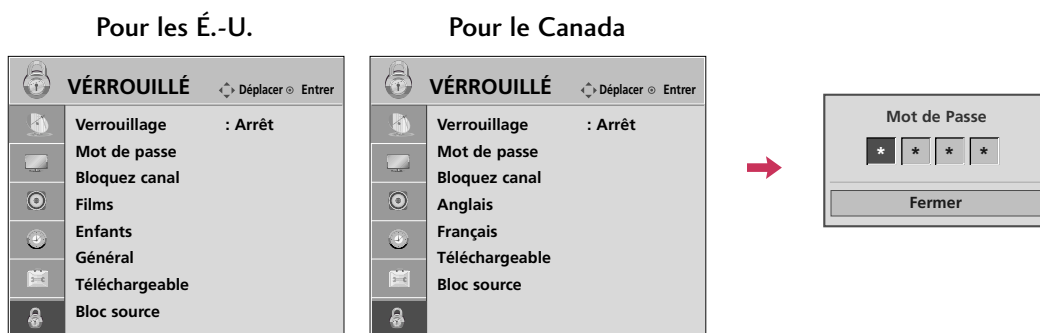 Pour les É.-U.
VÉRROUILLÉ Déplacer Entrer
Verrouillage : Arrêt
Mot de passe
Bloquez canal
Films
Enfants
Général
Téléchargeable
Bloc source
Pour le Canada
VÉRROUILLÉ Déplacer Entrer
Verrouillage : Arrêt
Mot de passe
Bloquez canal
Anglais
Français
Téléchargeable
Bloc source
Mot de Passe
* * * *
Fermer